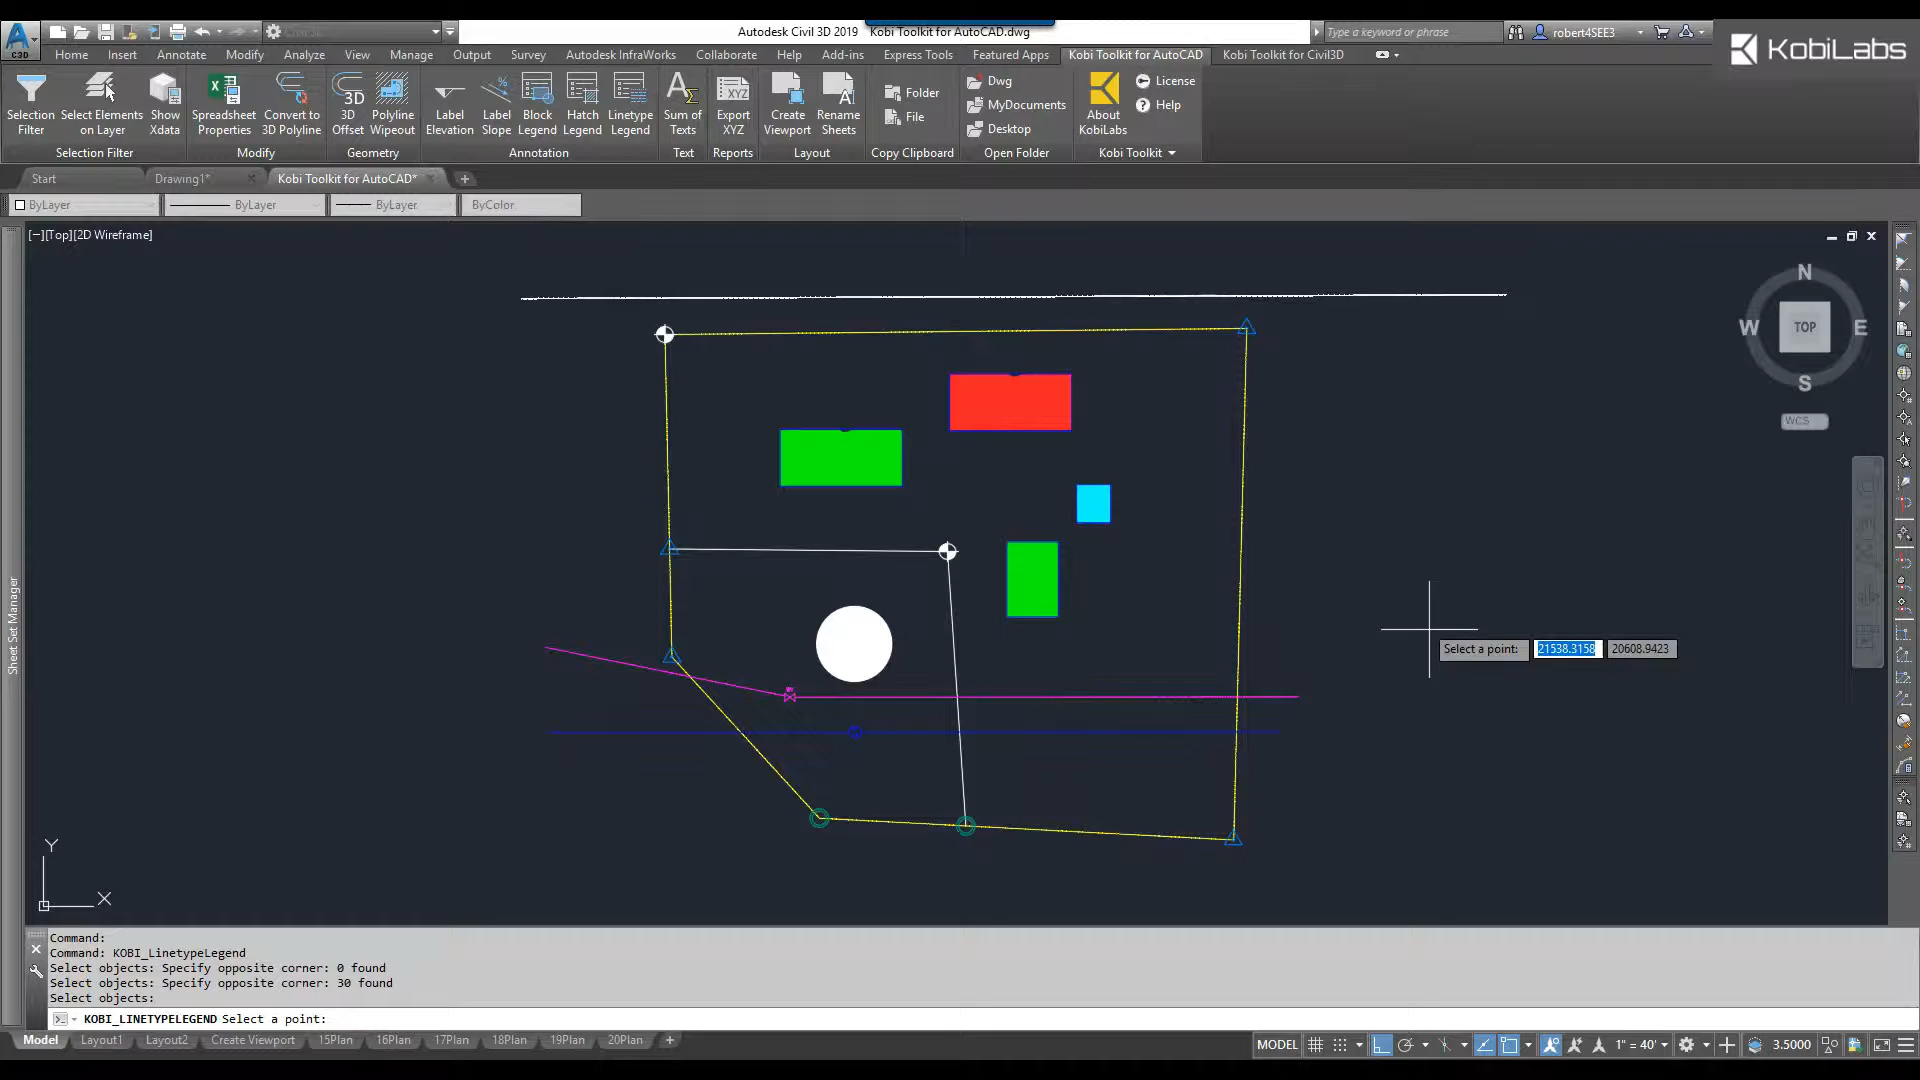 Autodesk Civil 3D 2019 Kobi Toolkit for AutoCAD.dwg
Type a keyword or phrase
robert4SEE3
KobiLabs
C3D
Home Insert Annotate Modify Analyze View Manage Output Survey Autodesk InfraWorks Collaborate Help Add-ins Express Tools Featured Apps Kobi Toolkit for AutoCAD Kobi Toolkit for Civil3D
Selection Filter
Select Elements on Layer
Show Xdata
Selection Filter
Spreadsheet Properties
Convert to 3D Polyline
Modify
3D Offset
Polyline Wipeout
Geometry
Label Elevation
Label Slope
Block Legend
Hatch Legend
Linetype Legend
Annotation
Sum of Texts
Text
XYZ
Export XYZ
Reports
Create Viewport
Rename Sheets
Layout
Folder
File
Copy Clipboard
Dwg
MyDocuments
Desktop
Open Folder
About KobiLabs
License
Help
Kobi Toolkit
Start Drawing1* Kobi Toolkit for AutoCAD*
ByLayer ByLayer ByLayer ByColor
[−][Top][2D Wireframe]
N
W TOP E
S
WCS
Sheet Set Manager
Select a point: 21538.3158 20608.9423
Y
X
Command:
Command: KOBI_LinetypeLegend
Select objects: Specify opposite corner: 0 found
Select objects: Specify opposite corner: 30 found
Select objects:
KOBI_LINETYPELEGEND Select a point:
Model Layout1 Layout2 Create Viewport 15Plan 16Plan 17Plan 18Plan 19Plan 20Plan +
MODEL 1" = 40' 3.5000